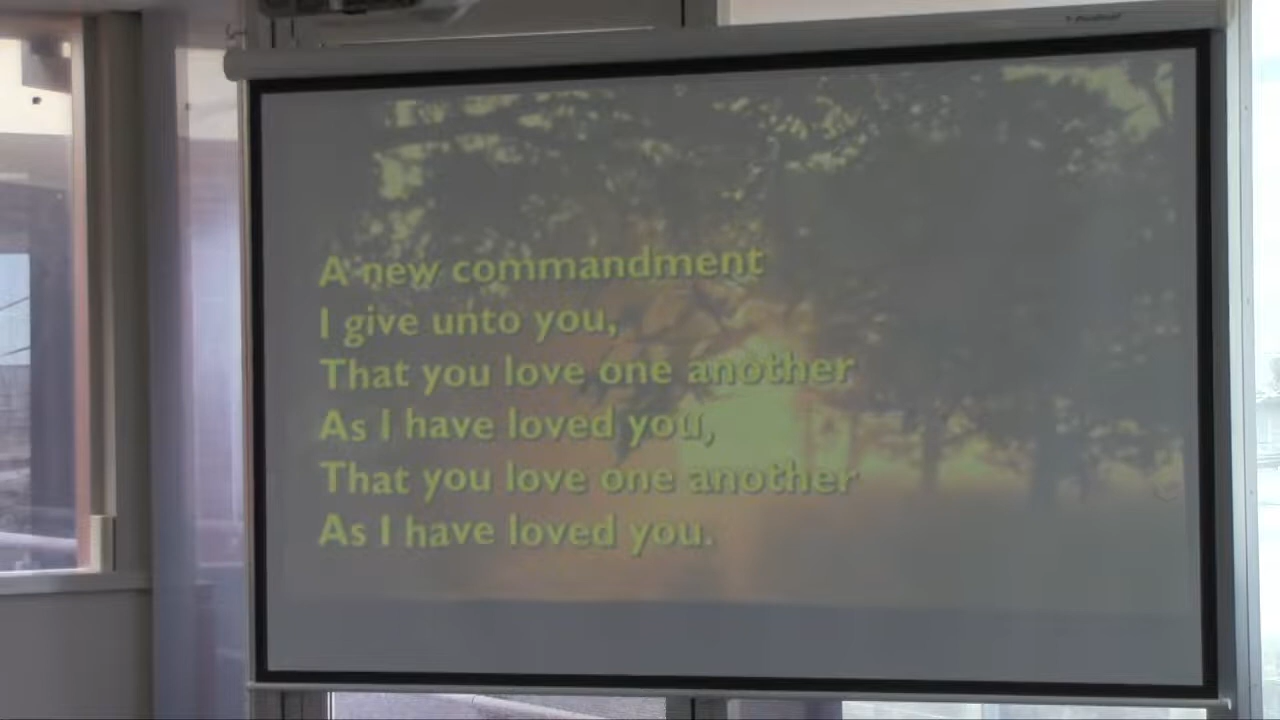 A new commandment
I give unto you,
That you love one another
As I have loved you,
That you love one another
As I have loved you.